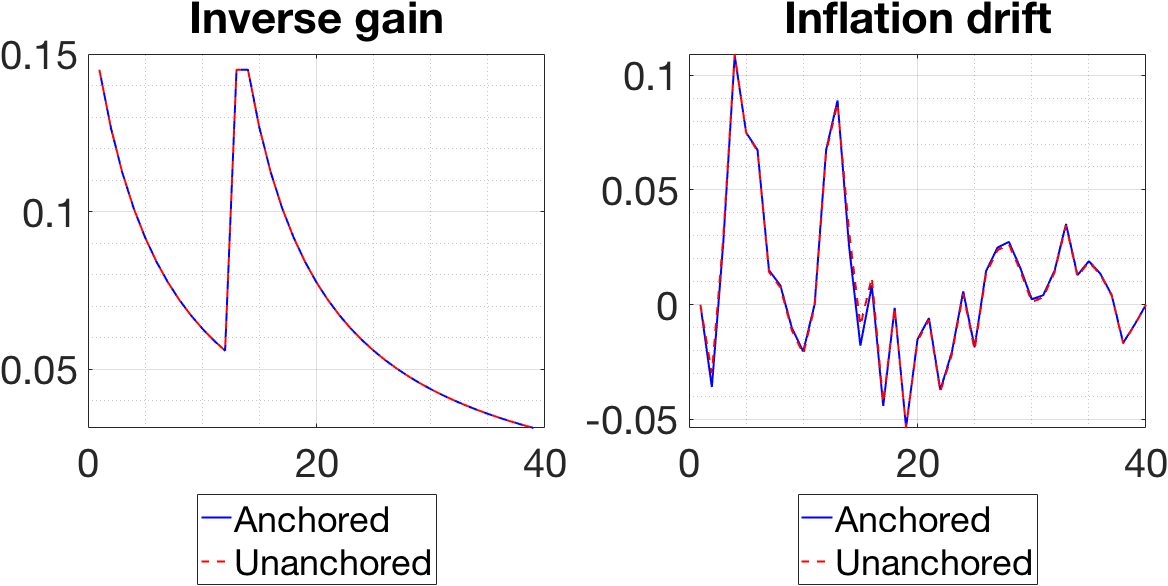 Inverse gain
0.15
0.1
0.05
0 20 40
Anchored
Unanchored
Inflation drift
0.1
0.05
0
-0.05
0 20 40
Anchored
Unanchored